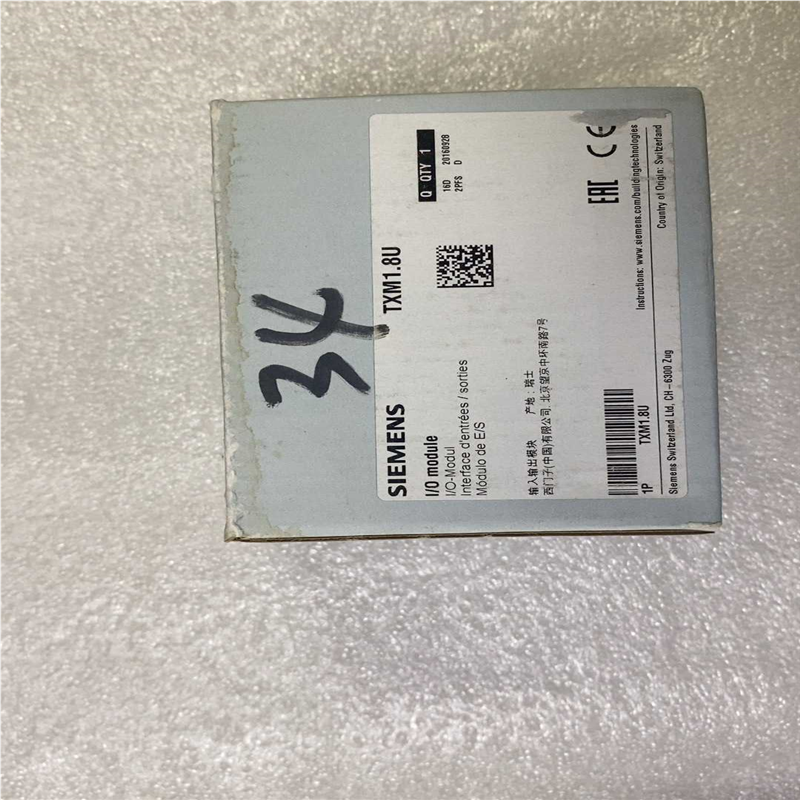 34
SIEMENS
TXM1.8U
Q QTY 1
16D 20160928
2PFS D
I/O module
I/O-Modul
Interface d'entrées / sorties
Módulo de E/S
输入输出模块 产地: 瑞士
西门子(中国)有限公司, 北京望京中环南路7号
EAC CE
Instructions: www.siemens.com/buildingtechnologies
1P TXM1.8U
Country of Origin: Switzerland
Siemens Switzerland Ltd, CH-6300 Zug